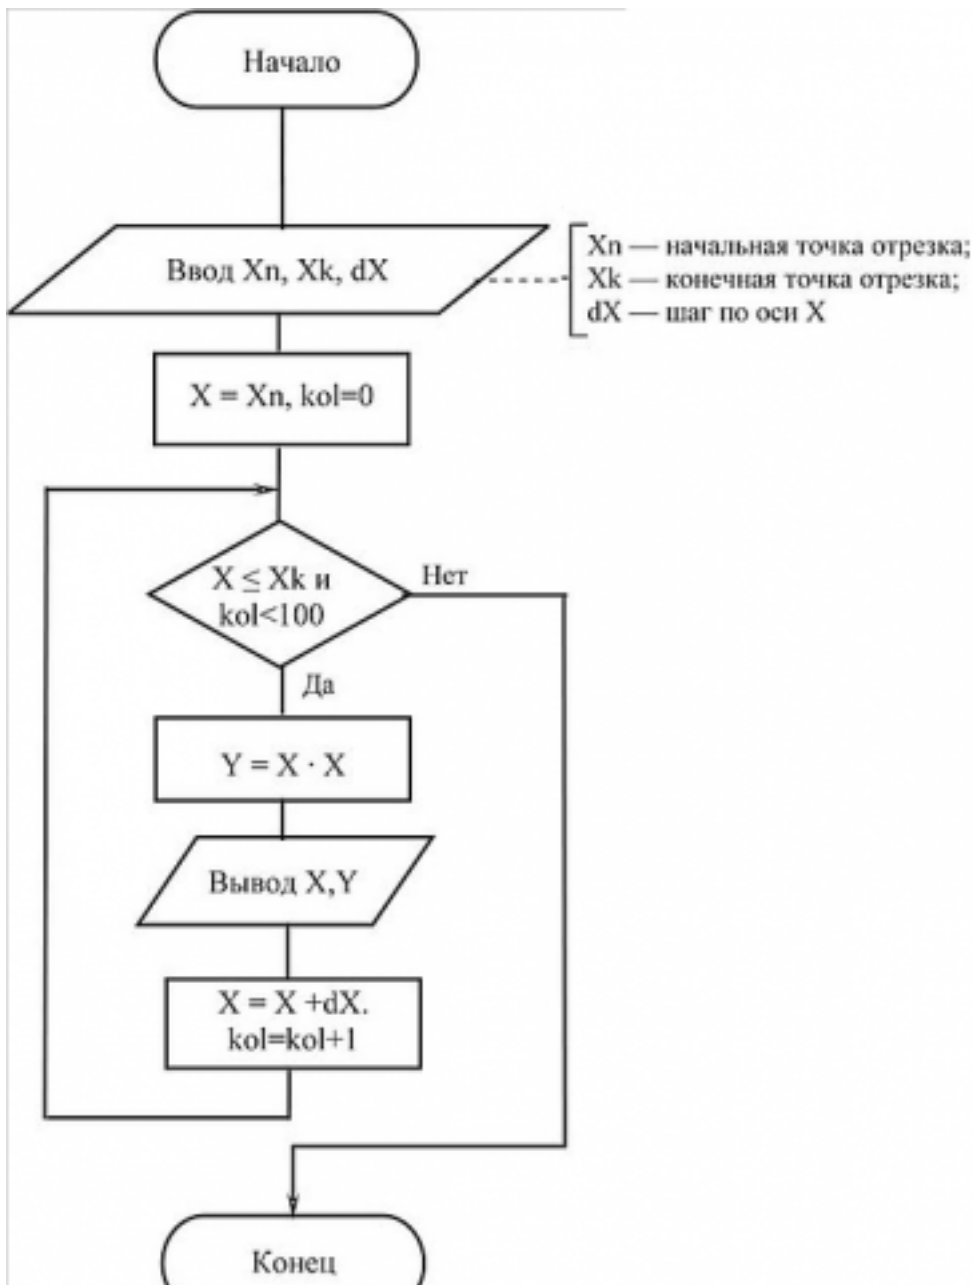 Начало
Ввод Xn, Xk, dX
Xn — начальная точка отрезка;
Xk — конечная точка отрезка;
dX — шаг по оси X
X = Xn, kol=0
X ≤ Xk и
kol<100
Нет
Да
Y = X · X
Вывод X,Y
X = X +dX.
kol=kol+1
Конец